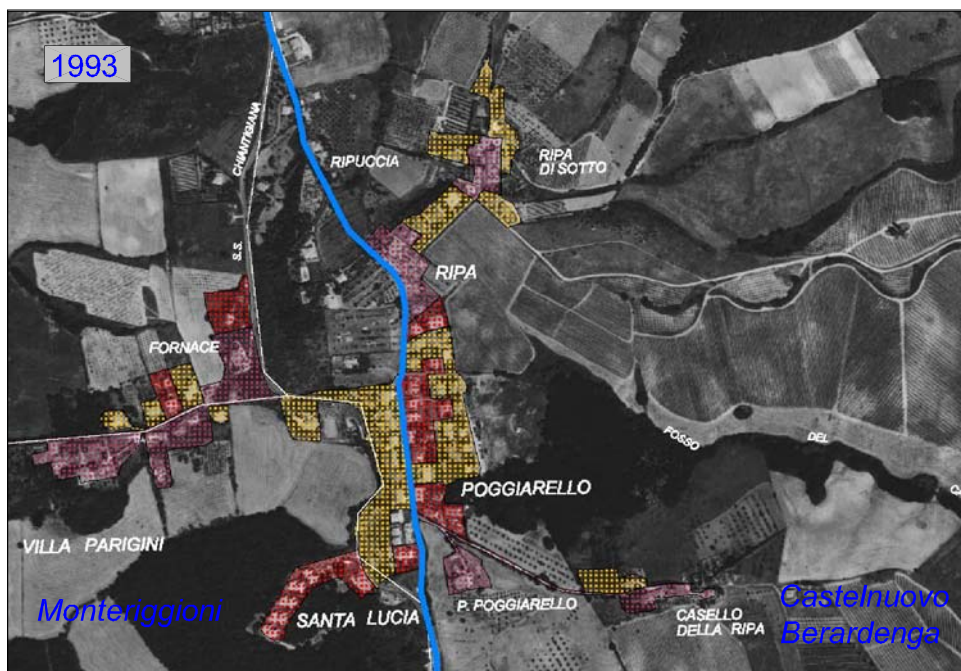 1993
CHIANTIGIANA
S.S.
RIPUCCIA
RIPA
DI SOTTO
RIPA
FORNACE
FOSSO
DEL
POGGIARELLO
VILLA PARIGINI
Monteriggioni
SANTA LUCIA
P. POGGIARELLO
CASELLO
DELLA RIPA
Castelnuovo
Berardenga